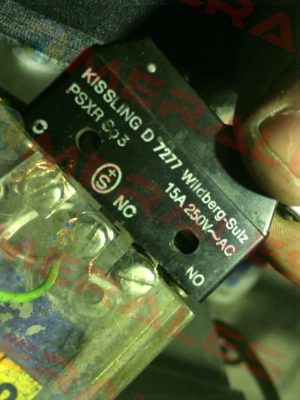 KISSLING D 7277 Wildberg-Sulz
PSXR
15A 250V~AC
C
S
NC
NO